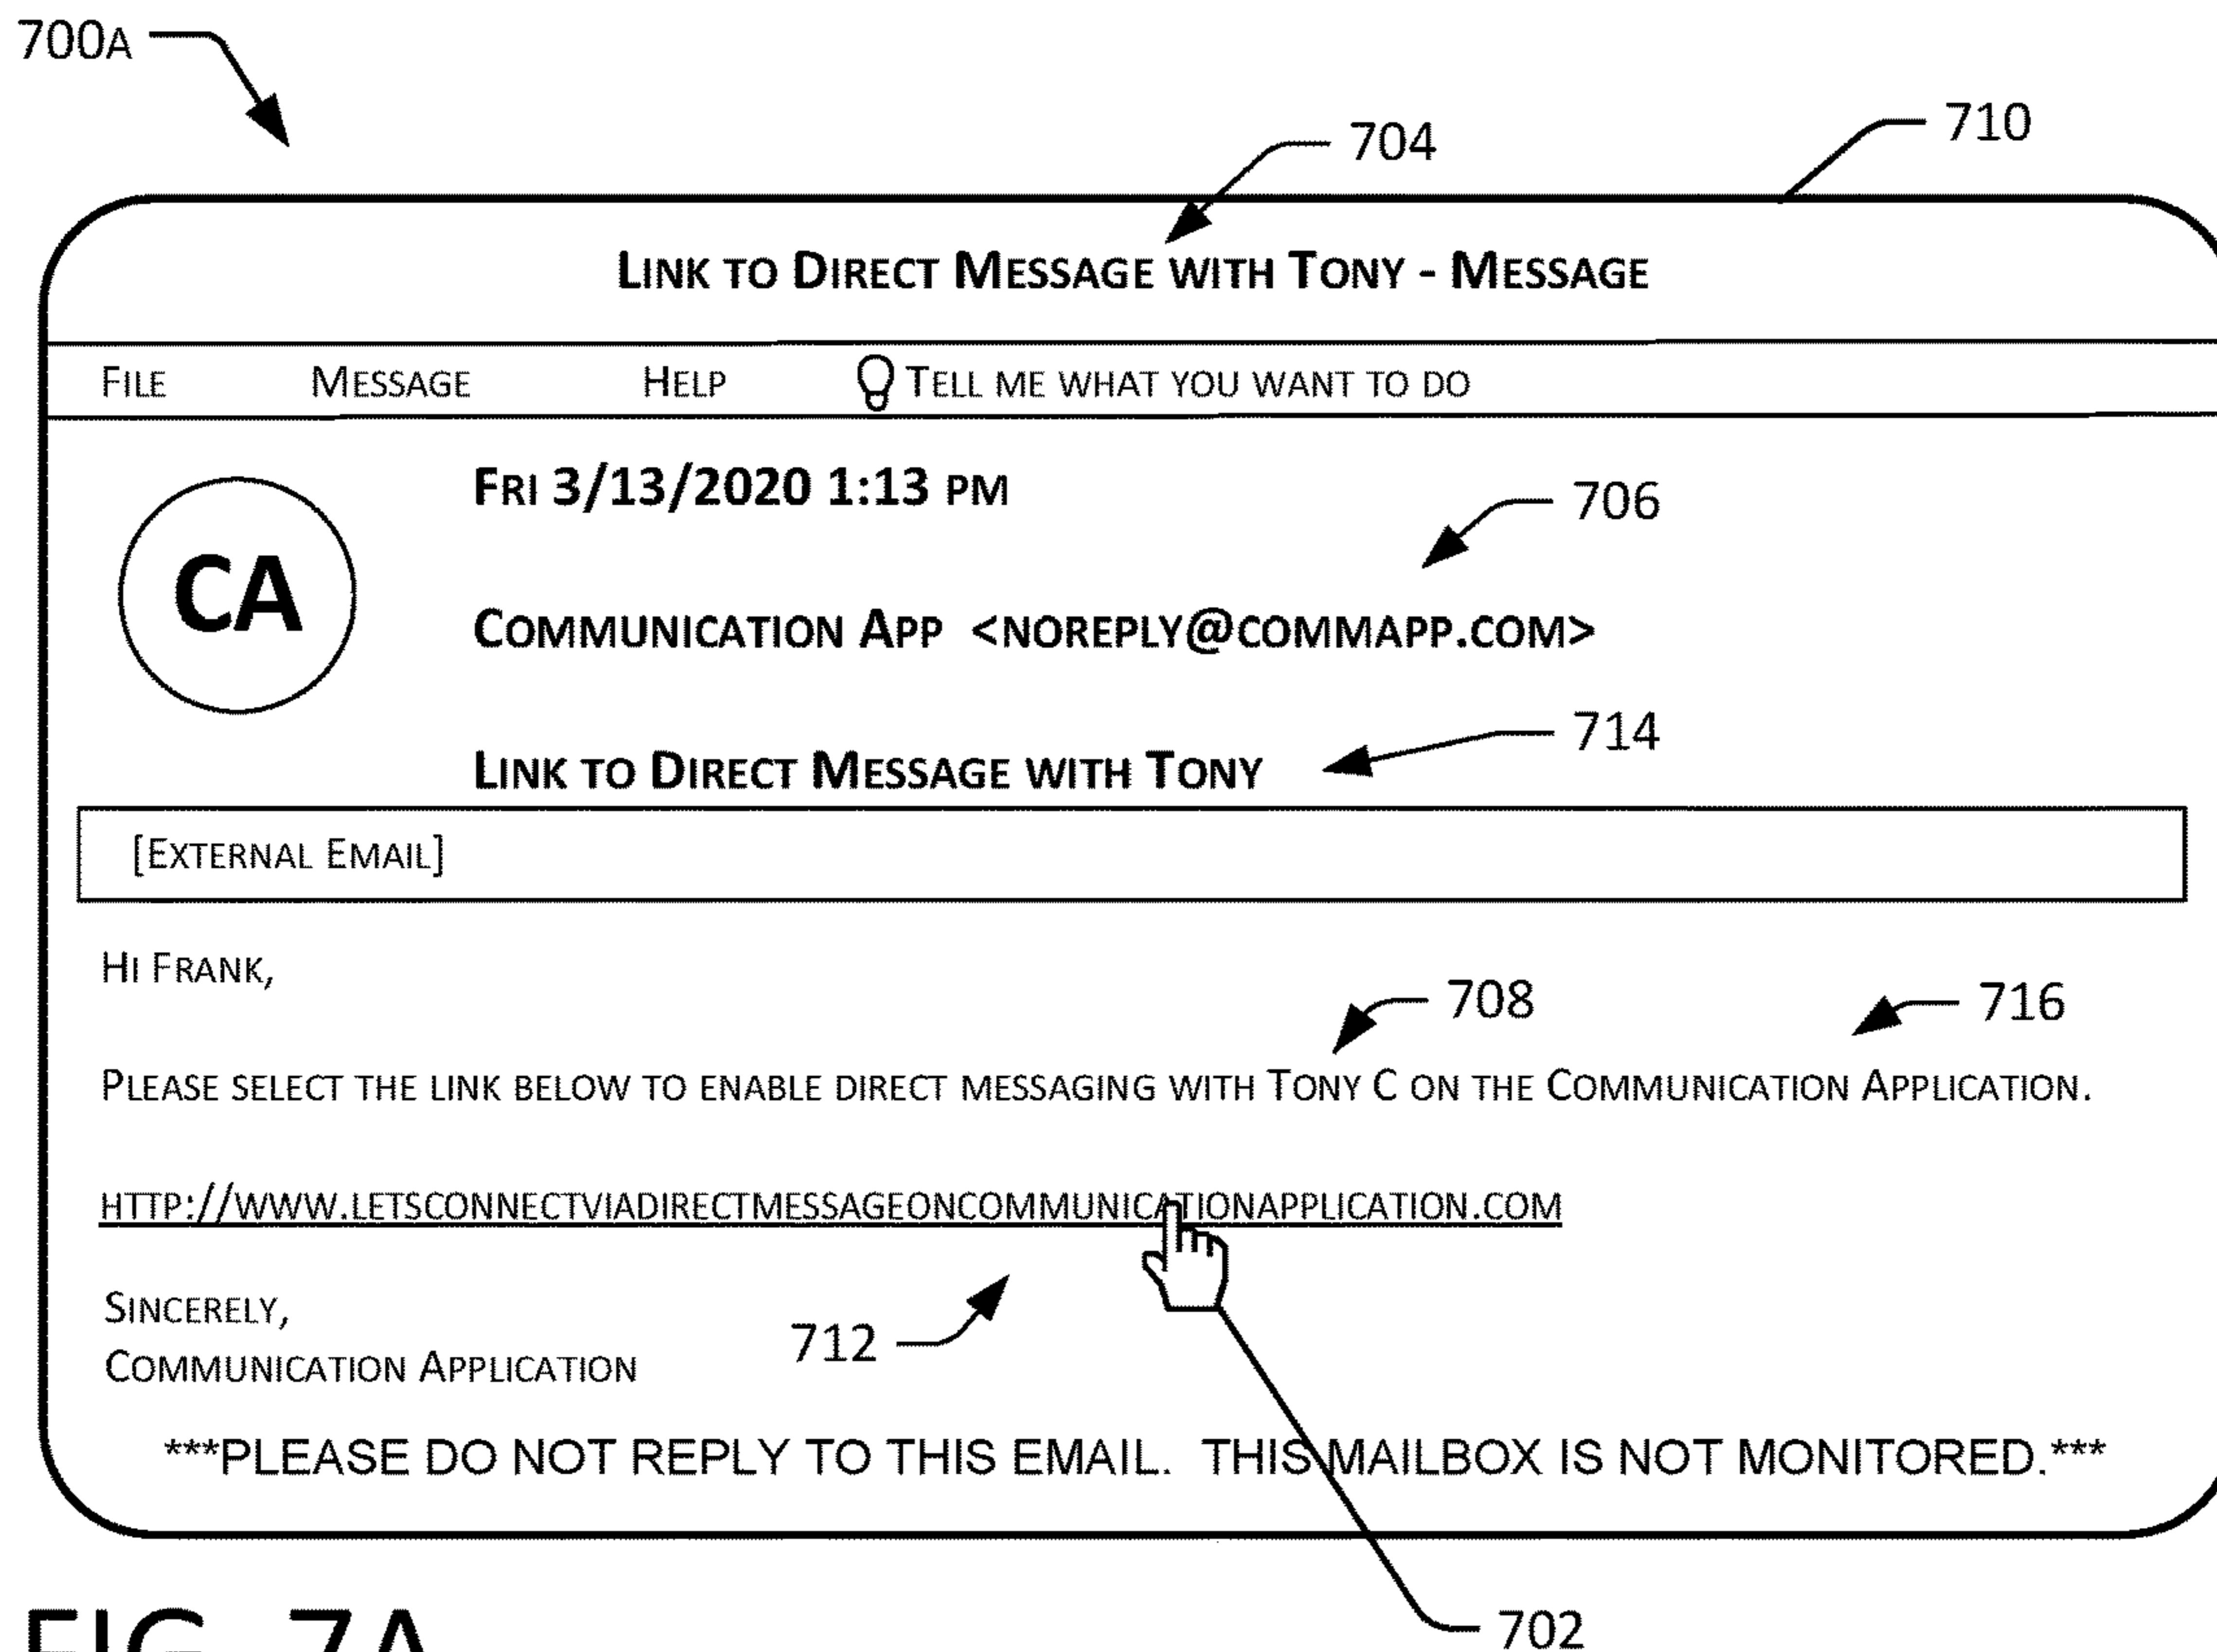 700A
704
710
Link to Direct Message with Tony - Message
File Message Help Tell me what you want to do
Fri 3/13/2020 1:13 pm
706
CA
Communication App <noreply@commapp.com>
714
Link to Direct Message with Tony
[External Email]
Hi Frank,
708
716
Please select the link below to enable direct messaging with Tony C on the Communication Application.
http://www.letsconnectviadirectmessageoncommunicationapplication.com
Sincerely,
712
Communication Application
***PLEASE DO NOT REPLY TO THIS EMAIL. THIS MAILBOX IS NOT MONITORED.***
702
FIG. 7A